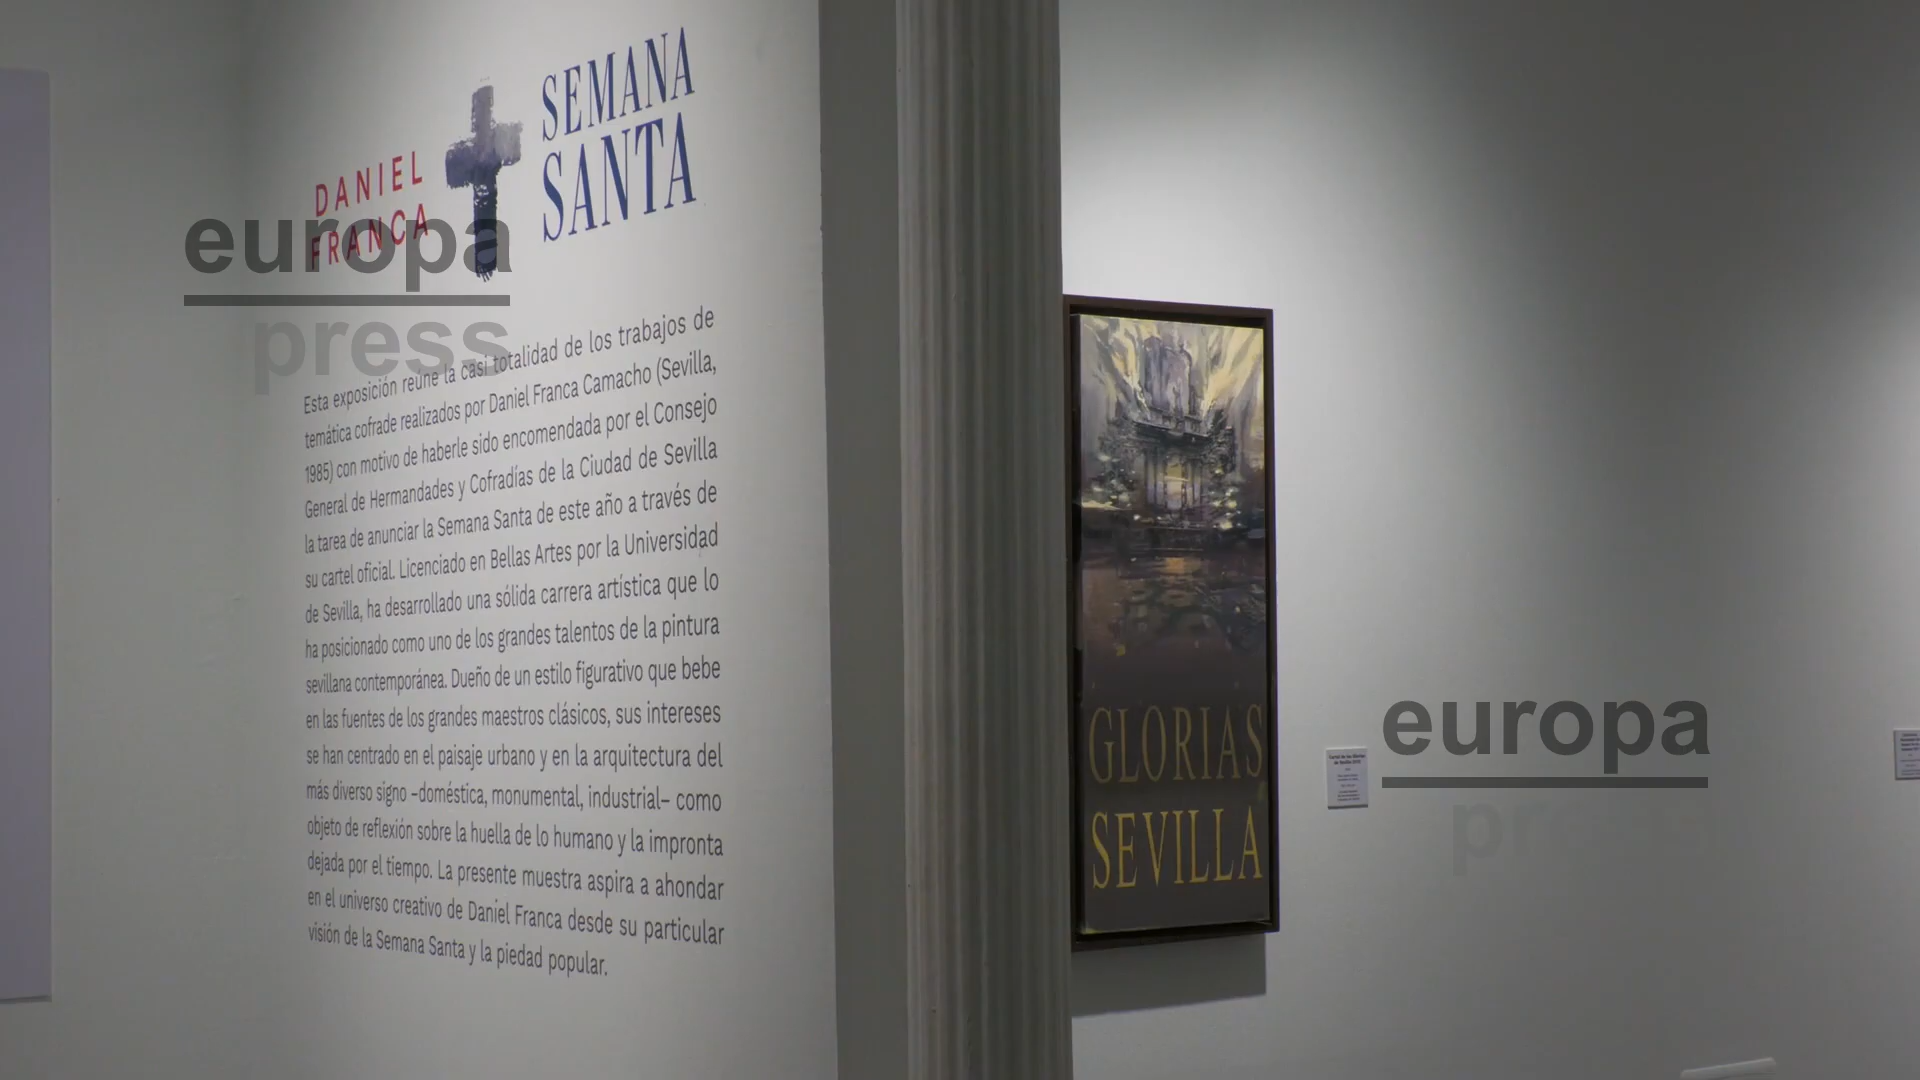 DANIEL
FRANCA
SEMANA
SANTA
Esta exposición reúne la casi totalidad de los trabajos de
temática cofrade realizados por Daniel Franca Camacho (Sevilla,
1985) con motivo de haberle sido encomendada por el Consejo
General de Hermandades y Cofradías de la Ciudad de Sevilla
la tarea de anunciar la Semana Santa de este año a través de
su cartel oficial. Licenciado en Bellas Artes por la Universidad
de Sevilla, ha desarrollado una sólida carrera artística que lo
ha posicionado como uno de los grandes talentos de la pintura
sevillana contemporánea. Dueño de un estilo figurativo que bebe
en las fuentes de los grandes maestros clásicos, sus intereses
se han centrado en el paisaje urbano y en la arquitectura del
más diverso signo –doméstica, monumental, industrial– como
objeto de reflexión sobre la huella de lo humano y la impronta
dejada por el tiempo. La presente muestra aspira a ahondar
en el universo creativo de Daniel Franca desde su particular
visión de la Semana Santa y la piedad popular.
GLORIAS
SEVILLA
europa
press
europa